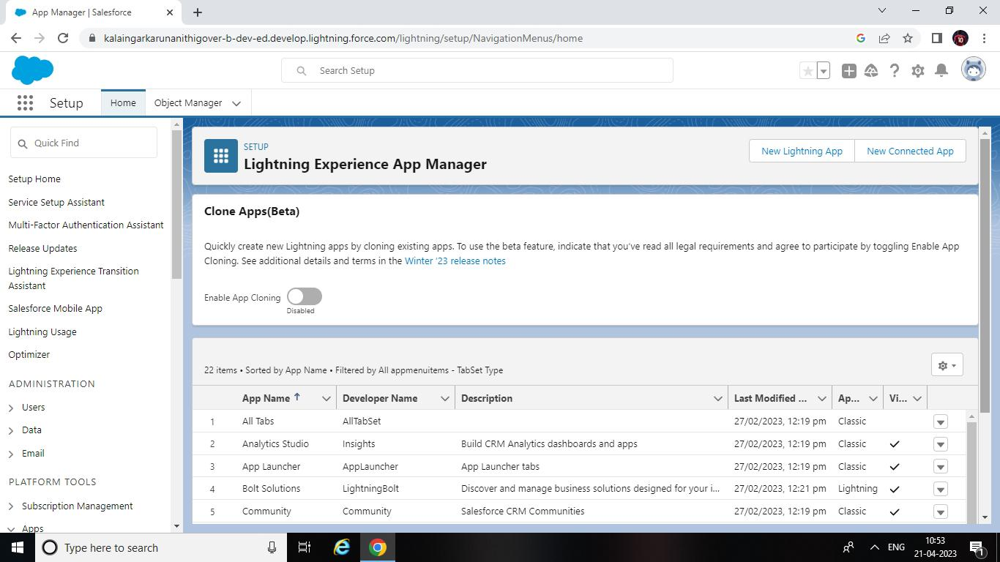 App Manager | Salesforce
kalaingarkarunanithigover-b-dev-ed.develop.lightning.force.com/lightning/setup/NavigationMenus/home
Search Setup
Setup
Home
Object Manager
Quick Find
Setup Home
Service Setup Assistant
Multi-Factor Authentication Assistant
Release Updates
Lightning Experience Transition
Assistant
Salesforce Mobile App
Lightning Usage
Optimizer
ADMINISTRATION
Users
Data
Email
PLATFORM TOOLS
Subscription Management
Apps
SETUP
Lightning Experience App Manager
New Lightning App
New Connected App
Clone Apps(Beta)
Quickly create new Lightning apps by cloning existing apps. To use the beta feature, indicate that you’ve read all legal requirements and agree to participate by toggling Enable App
Cloning. See additional details and terms in the Winter ’23 release notes
Enable App Cloning
Disabled
22 items • Sorted by App Name • Filtered by All appmenuitems - TabSet Type
App Name Developer Name Description Last Modified ... Ap... Vi...
1 All Tabs AllTabSet 27/02/2023, 12:19 pm Classic
2 Analytics Studio Insights Build CRM Analytics dashboards and apps 27/02/2023, 12:19 pm Classic
3 App Launcher AppLauncher App Launcher tabs 27/02/2023, 12:19 pm Classic
4 Bolt Solutions LightningBolt Discover and manage business solutions designed for your i... 27/02/2023, 12:21 pm Lightning
5 Community Community Salesforce CRM Communities 27/02/2023, 12:19 pm Classic
Type here to search
ENG
10:53
21-04-2023
1